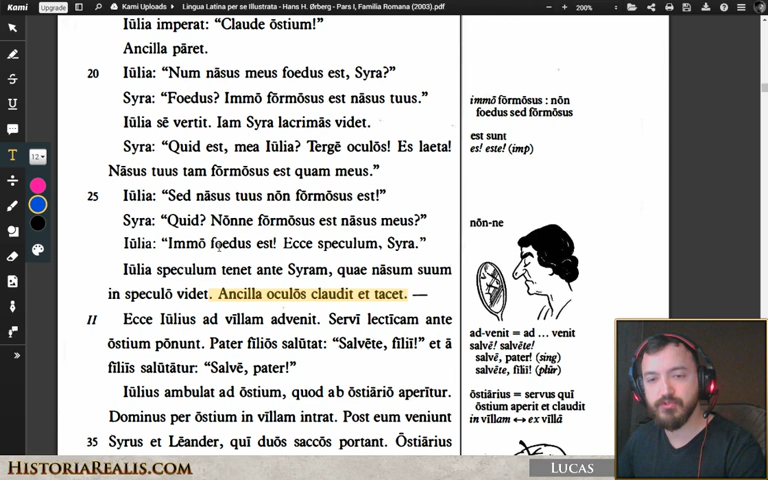 Kami Upgrade Kami Uploads > Lingua Latina per se Illustrata - Hans H. Ørberg - Pars I, Familia Romana (2003).pdf 200%
Iūlia imperat: “Claude ōstium!”
Ancilla pāret.
20 Iūlia: “Num nāsus meus foedus est, Syra?”
Syra: “Foedus? Immō fōrmōsus est nāsus tuus.”
Iūlia sē vertit. Iam Syra lacrimās videt.
Syra: “Quid est, mea Iūlia? Tergē oculōs! Es laeta!
Nāsus tuus tam fōrmōsus est quam meus.”
25 Iūlia: “Sed nāsus tuus nōn fōrmōsus est!”
Syra: “Quid? Nōnne fōrmōsus est nāsus meus?”
Iūlia: “Immō foedus est! Ecce speculum, Syra.”
Iūlia speculum tenet ante Syram, quae nāsum suum
in speculō videt. Ancilla oculōs claudit et tacet. —
II Ecce Iūlius ad vīllam advenit. Servī lectīcam ante
ōstium pōnunt. Pater fīliōs salūtat: “Salvēte, fīliī!” et ā
fīliīs salūtātur: “Salvē, pater!”
Iūlius ambulat ad ōstium, quod ab ōstiāriō aperītur.
Dominus per ōstium in vīllam intrat. Post eum veniunt
35 Syrus et Lēander, quī duōs saccōs portant. Ōstiārius
immō fōrmōsus : nōn
foedus sed fōrmōsus
est sunt
es! este! (imp)
nōn-ne
ad-venit = ad ... venit
salvē! salvēte!
salvē, pater! (sing)
salvēte, fīliī! (plūr)
ōstiārius = servus quī
ōstium aperit et claudit
in vīllam ↔ ex vīllā
12
HistoriaRealis.com
Lucas